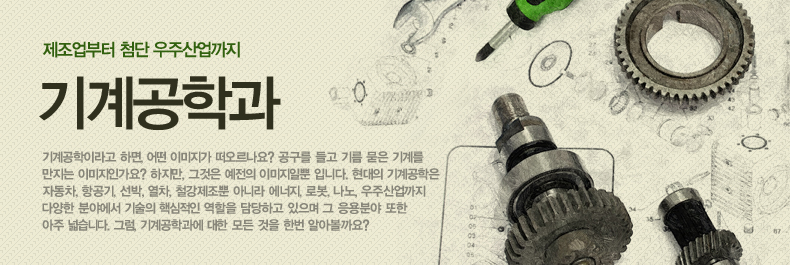 제조업부터 첨단 우주산업까지
기계공학과
기계공학이라고 하면, 어떤 이미지가 떠오르나요? 공구를 들고 기름 묻은 기계를
만지는 이미지인가요? 하지만, 그것은 예전의 이미지일뿐 입니다. 현대의 기계공학은
자동차, 항공기, 선박, 열차, 철강제조뿐 아니라 에너지, 로봇, 나노, 우주산업까지
다양한 분야에서 기술의 핵심적인 역할을 담당하고 있으며 그 응용분야 또한
아주 넓습니다. 그럼, 기계공학과에 대한 모든 것을 한번 알아볼까요?